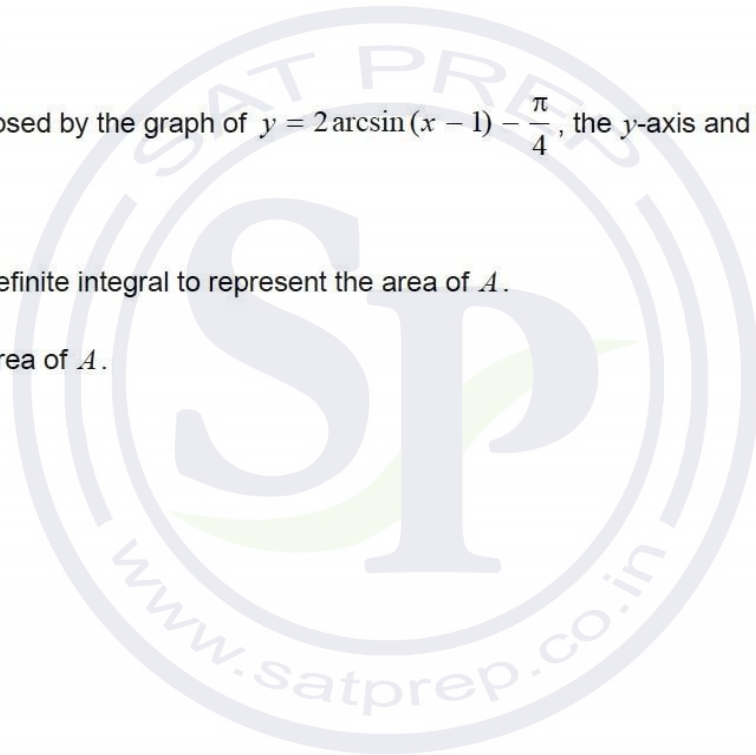 osed by the graph of y = 2 arcsin (x − 1) − π/4, the y-axis and
efinite integral to represent the area of A.
rea of A.
SAT PREP
SP
www.satprep.co.in